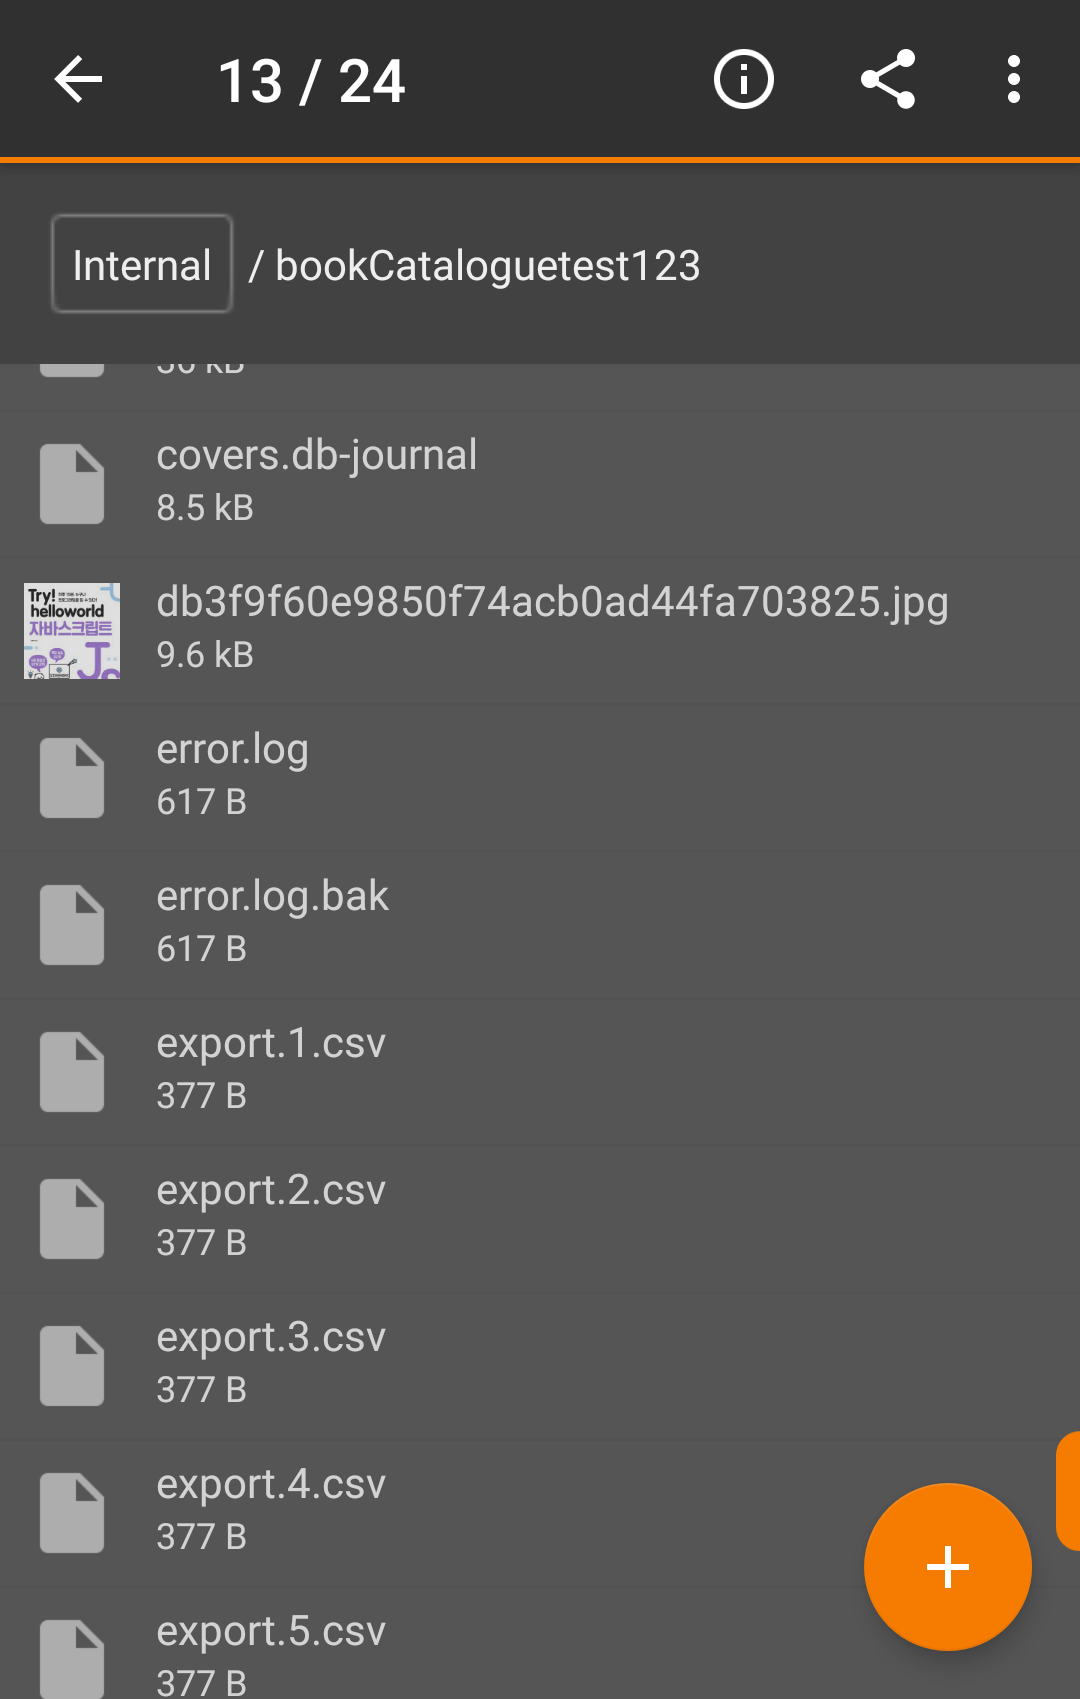 13 / 24
Internal / bookCataloguetest123
covers.db-journal
8.5 kB
Try!
helloworld
자바스크립트
db3f9f60e9850f74acb0ad44fa703825.jpg
9.6 kB
error.log
617 B
error.log.bak
617 B
export.1.csv
377 B
export.2.csv
377 B
export.3.csv
377 B
export.4.csv
377 B
export.5.csv
377 B